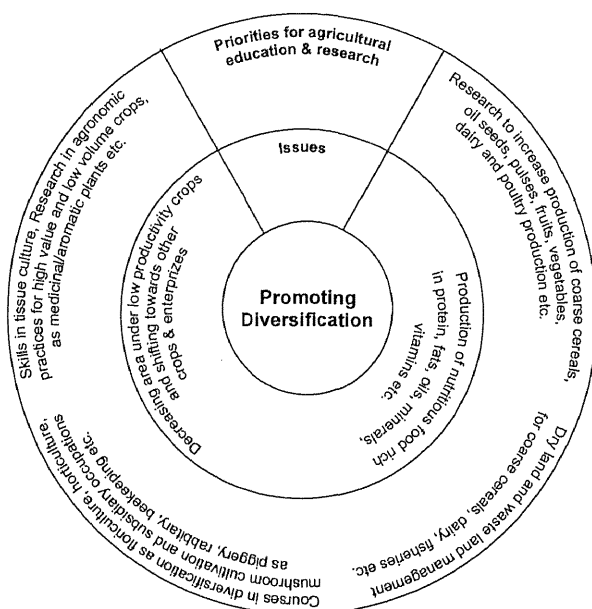 Priorities for agricultural
education & research
Issues
Promoting
Diversification
Research to increase production of coarse cereals,
oil seeds, pulses, fruits, vegetables,
dairy and poultry production etc.
Dry land and waste land management
for coarse cereals, dairy, fisheries etc.
Production of nutritious food rich
in protein, fats, oils, minerals,
vitamins etc.
Skills in tissue culture, Research in agronomic
practices for high value and low volume crops,
as medicinal/aromatic plants etc.
Courses in diversification as floriculture, horticulture,
mushroom cultivation and subsidiary occupations
as piggery, rabbitary, beekeeping etc.
Decreasing area under low productivity crops
and shifting towards other
crops & enterprizes